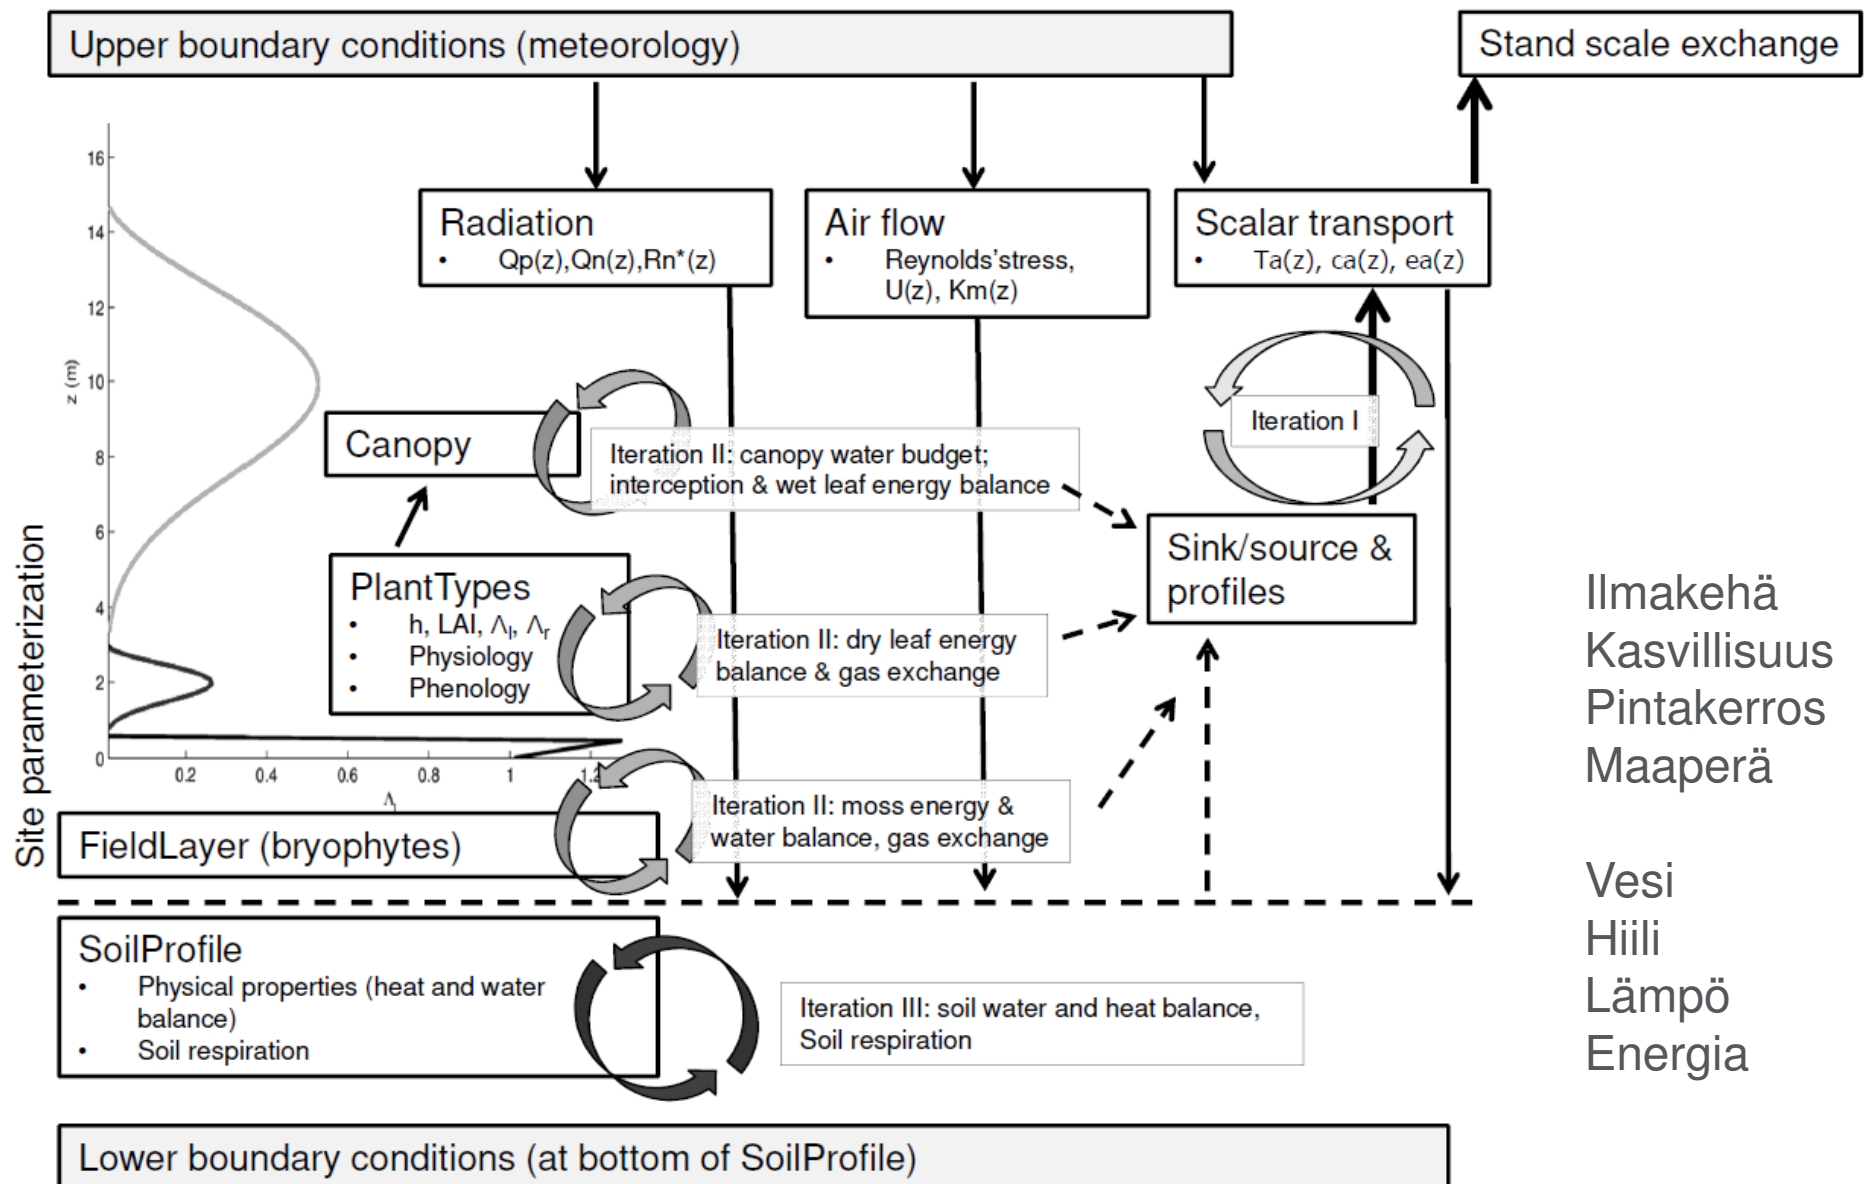 Upper boundary conditions (meteorology)
Stand scale exchange
Radiation
• Qp(z),Qn(z),Rn*(z)
Air flow
• Reynolds'stress,
U(z), Km(z)
Scalar transport
• Ta(z), ca(z), ea(z)
Site parameterization
z (m)
16
14
12
10
8
6
4
2
0
0.2
0.4
0.6
0.8
1
1.2
Λl
Canopy
Iteration II: canopy water budget;
interception & wet leaf energy balance
Iteration I
PlantTypes
• h, LAI, Λl, Λr
• Physiology
• Phenology
Iteration II: dry leaf energy
balance & gas exchange
Sink/source &
profiles
FieldLayer (bryophytes)
Iteration II: moss energy &
water balance, gas exchange
SoilProfile
• Physical properties (heat and water
balance)
• Soil respiration
Iteration III: soil water and heat balance,
Soil respiration
Lower boundary conditions (at bottom of SoilProfile)
Ilmakehä
Kasvillisuus
Pintakerros
Maaperä
Vesi
Hiili
Lämpö
Energia